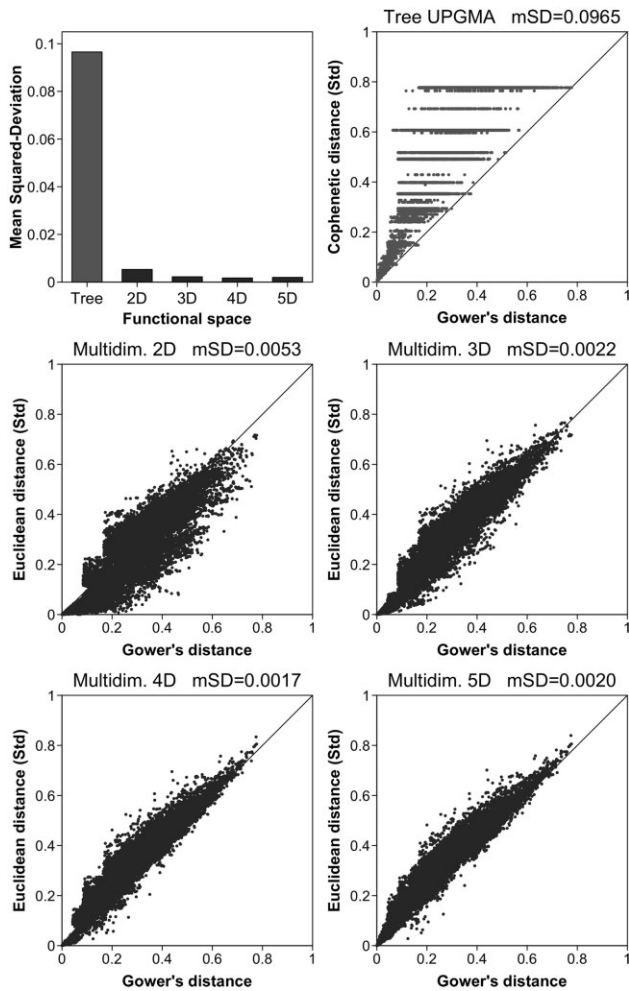 0.1
0.08
0.06
0.04
0.02
0
Mean Squared-Deviation
Tree 2D 3D 4D 5D
Functional space
Tree UPGMA mSD=0.0965
1
0.8
0.6
0.4
0.2
0
Cophenetic distance (Std)
0 0.2 0.4 0.6 0.8 1
Gower's distance
Multidim. 2D mSD=0.0053
1
0.8
0.6
0.4
0.2
0
Euclidean distance (Std)
0 0.2 0.4 0.6 0.8 1
Gower's distance
Multidim. 3D mSD=0.0022
1
0.8
0.6
0.4
0.2
0
Euclidean distance (Std)
0 0.2 0.4 0.6 0.8 1
Gower's distance
Multidim. 4D mSD=0.0017
1
0.8
0.6
0.4
0.2
0
Euclidean distance (Std)
0 0.2 0.4 0.6 0.8 1
Gower's distance
Multidim. 5D mSD=0.0020
1
0.8
0.6
0.4
0.2
0
Euclidean distance (Std)
0 0.2 0.4 0.6 0.8 1
Gower's distance